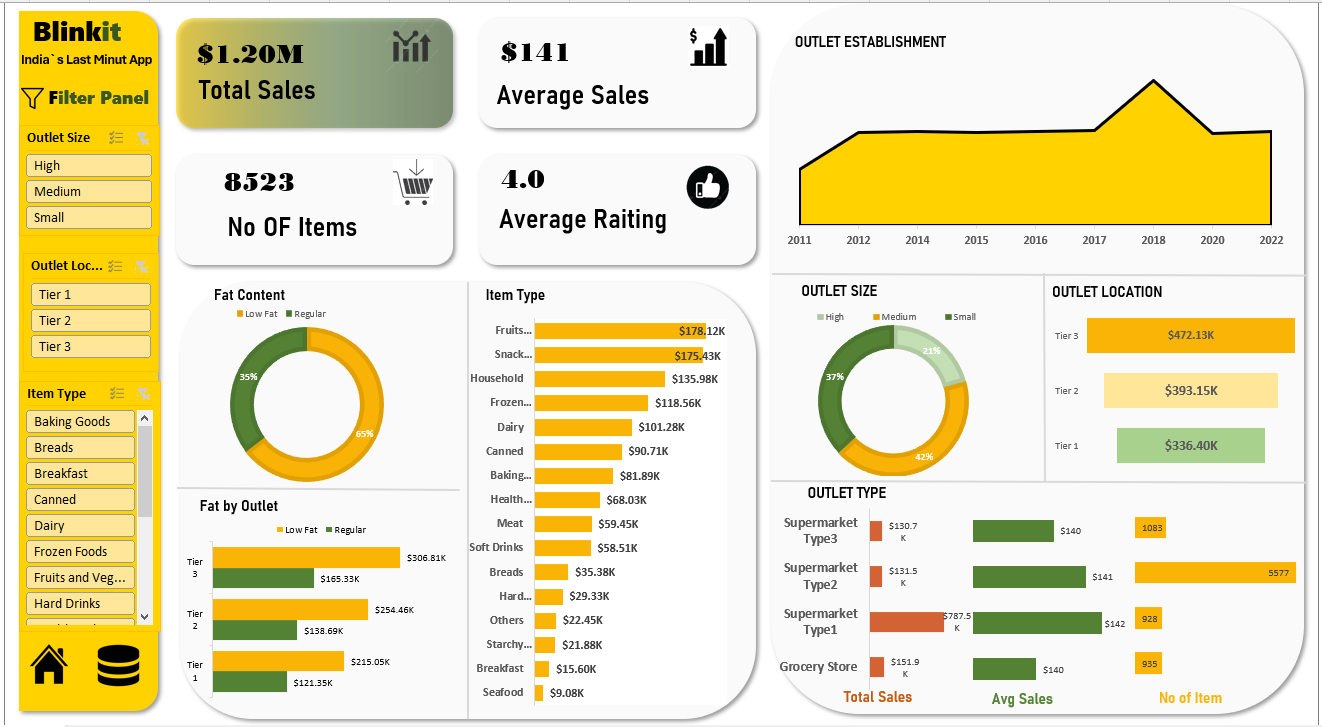 Blinkit
India`s Last Minut App
Filter Panel
Outlet Size
High
Medium
Small
Outlet Loc...
Tier 1
Tier 2
Tier 3
Item Type
Baking Goods
Breads
Breakfast
Canned
Dairy
Frozen Foods
Fruits and Veg...
Hard Drinks
$1.20M
Total Sales
$141
Average Sales
8523
No OF Items
4.0
Average Raiting
Fat Content
Low Fat Regular
35%
65%
Fat by Outlet
Low Fat Regular
Tier 3
$306.81K
$165.33K
Tier 2
$254.46K
$138.69K
Tier 1
$215.05K
$121.35K
Item Type
Fruits... $178.12K
Snack... $175.43K
Household $135.98K
Frozen... $118.56K
Dairy $101.28K
Canned $90.71K
Baking... $81.89K
Health... $68.03K
Meat $59.45K
Soft Drinks $58.51K
Breads $35.38K
Hard... $29.33K
Others $22.45K
Starchy... $21.88K
Breakfast $15.60K
Seafood $9.08K
OUTLET ESTABLISHMENT
2011 2012 2014 2015 2016 2017 2018 2020 2022
OUTLET SIZE
High Medium Small
21%
37%
42%
OUTLET LOCATION
Tier 3 $472.13K
Tier 2 $393.15K
Tier 1 $336.40K
OUTLET TYPE
Supermarket Type3 $130.7K $140 1083
Supermarket Type2 $131.5K $141 5577
Supermarket Type1 $787.5K $142 928
Grocery Store $151.9K $140 935
Total Sales Avg Sales No of Item